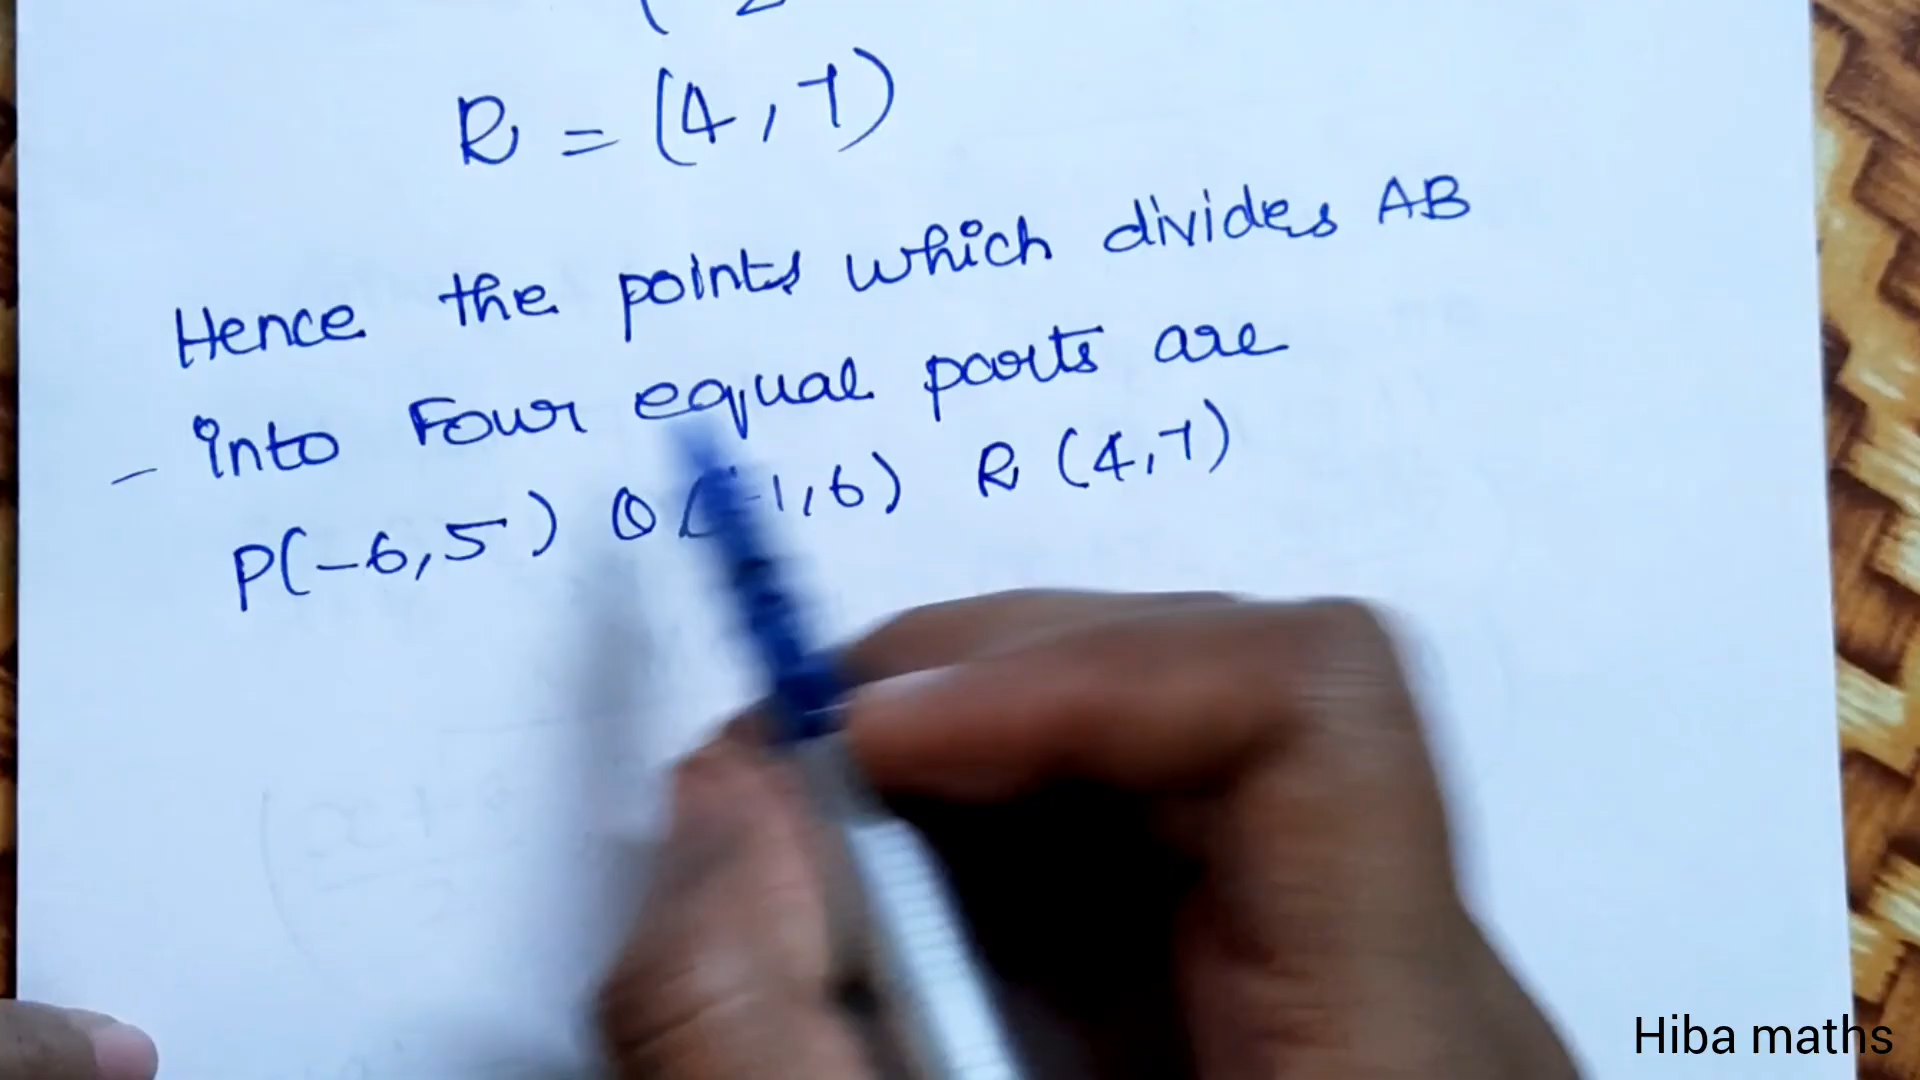 R = (4, 7)
Hence the points which divides AB
into Four equal parts are
P(-6, 5) Q(-1, 6) R (4, 7)
Hiba maths